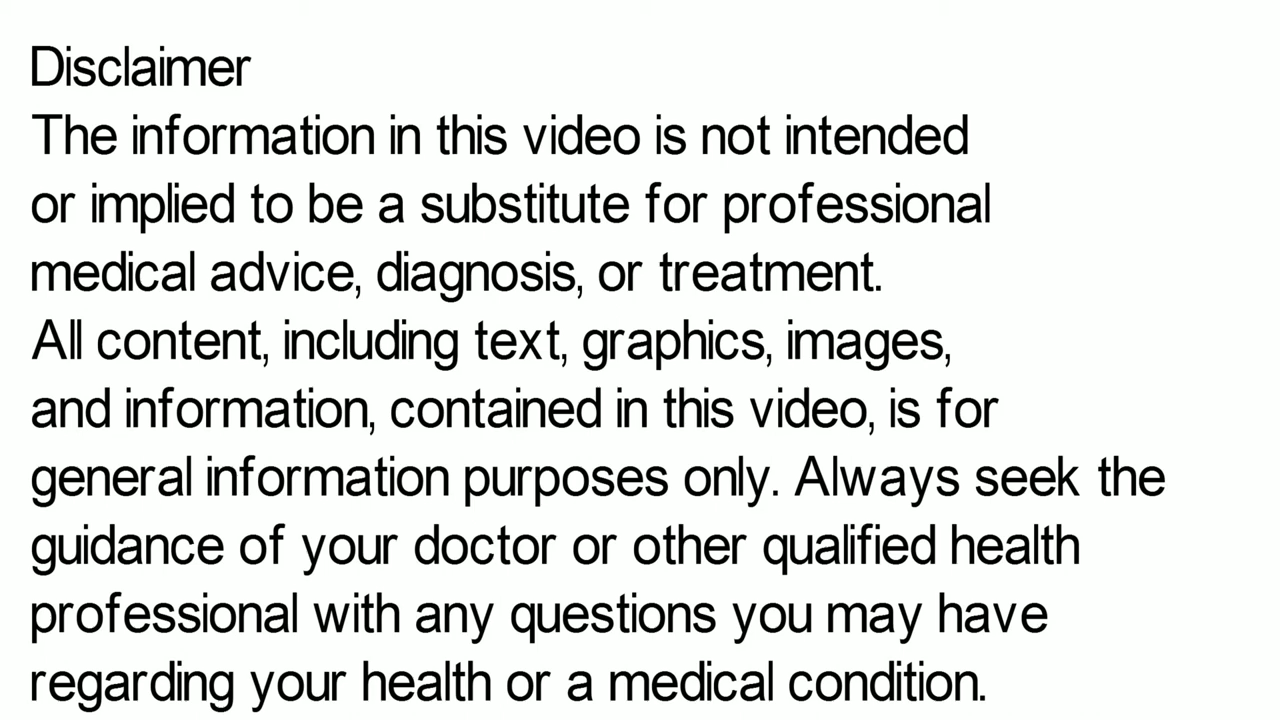 Disclaimer
The information in this video is not intended
or implied to be a substitute for professional
medical advice, diagnosis, or treatment.
All content, including text, graphics, images,
and information, contained in this video, is for
general information purposes only. Always seek the
guidance of your doctor or other qualified health
professional with any questions you may have
regarding your health or a medical condition.